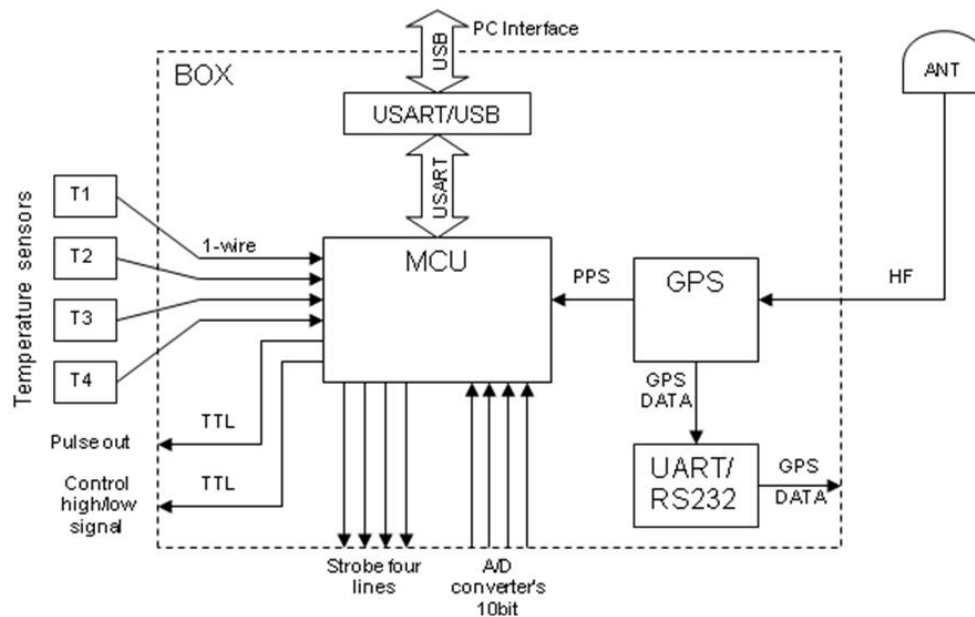 USB
PC Interface
BOX
ANT
USART/USB
USART
Temperature sensors
T1
T2
T3
T4
1-wire
MCU
PPS
GPS
HF
GPS
DATA
TTL
Pulse out
TTL
Control
high/low
signal
UART/
RS232
GPS
DATA
Strobe four
lines
A/D
converter's
10bit